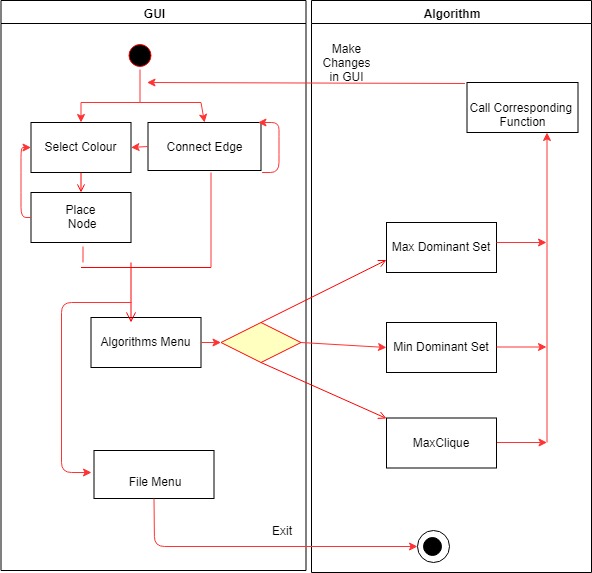 GUI
Algorithm
Make
Changes
in GUI
Call Corresponding
Function
Select Colour
Connect Edge
Place
Node
Max Dominant Set
Algorithms Menu
Min Dominant Set
MaxClique
File Menu
Exit